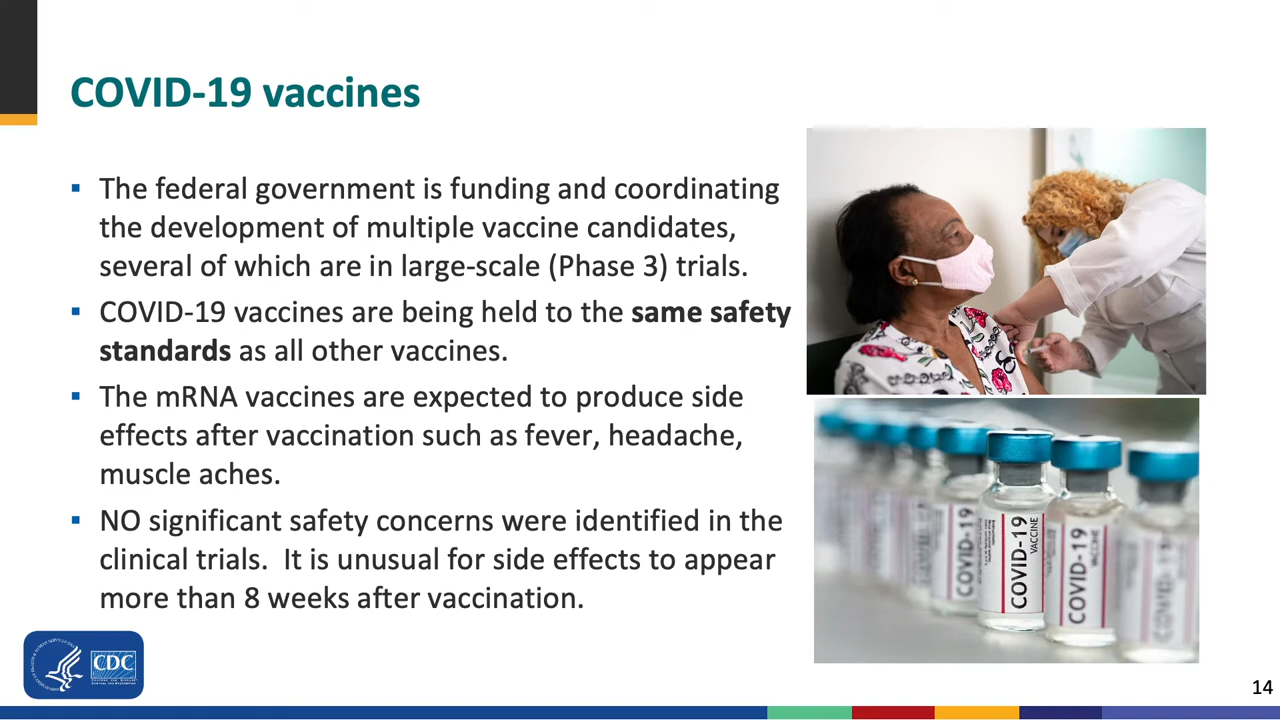 COVID-19 vaccines
▪ The federal government is funding and coordinating
the development of multiple vaccine candidates,
several of which are in large-scale (Phase 3) trials.
▪ COVID-19 vaccines are being held to the same safety
standards as all other vaccines.
▪ The mRNA vaccines are expected to produce side
effects after vaccination such as fever, headache,
muscle aches.
▪ NO significant safety concerns were identified in the
clinical trials.  It is unusual for side effects to appear
more than 8 weeks after vaccination.
COVID-19
COVID-19
VACCINE
COVID-19
VACCINE
COVID-19
CDC
14